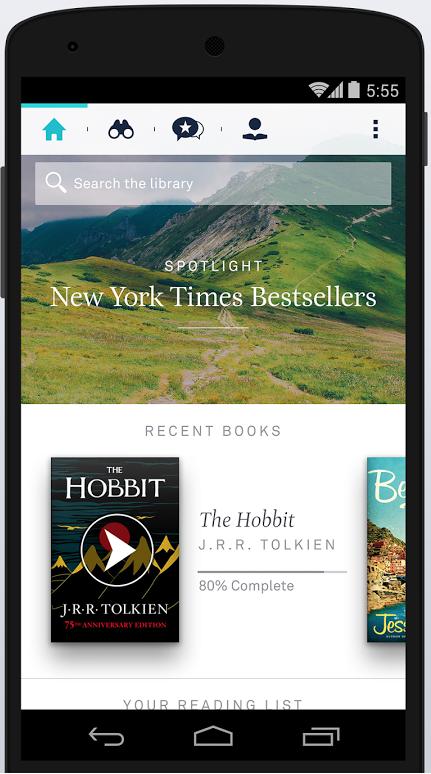 5:55
Search the library
SPOTLIGHT
New York Times Bestsellers
RECENT BOOKS
THE
HOBBIT
J·R·R·TOLKIEN
75TH ANNIVERSARY EDITION
The Hobbit
J.R.R. TOLKIEN
80% Complete
Be
Jess
YOUR READING LIST